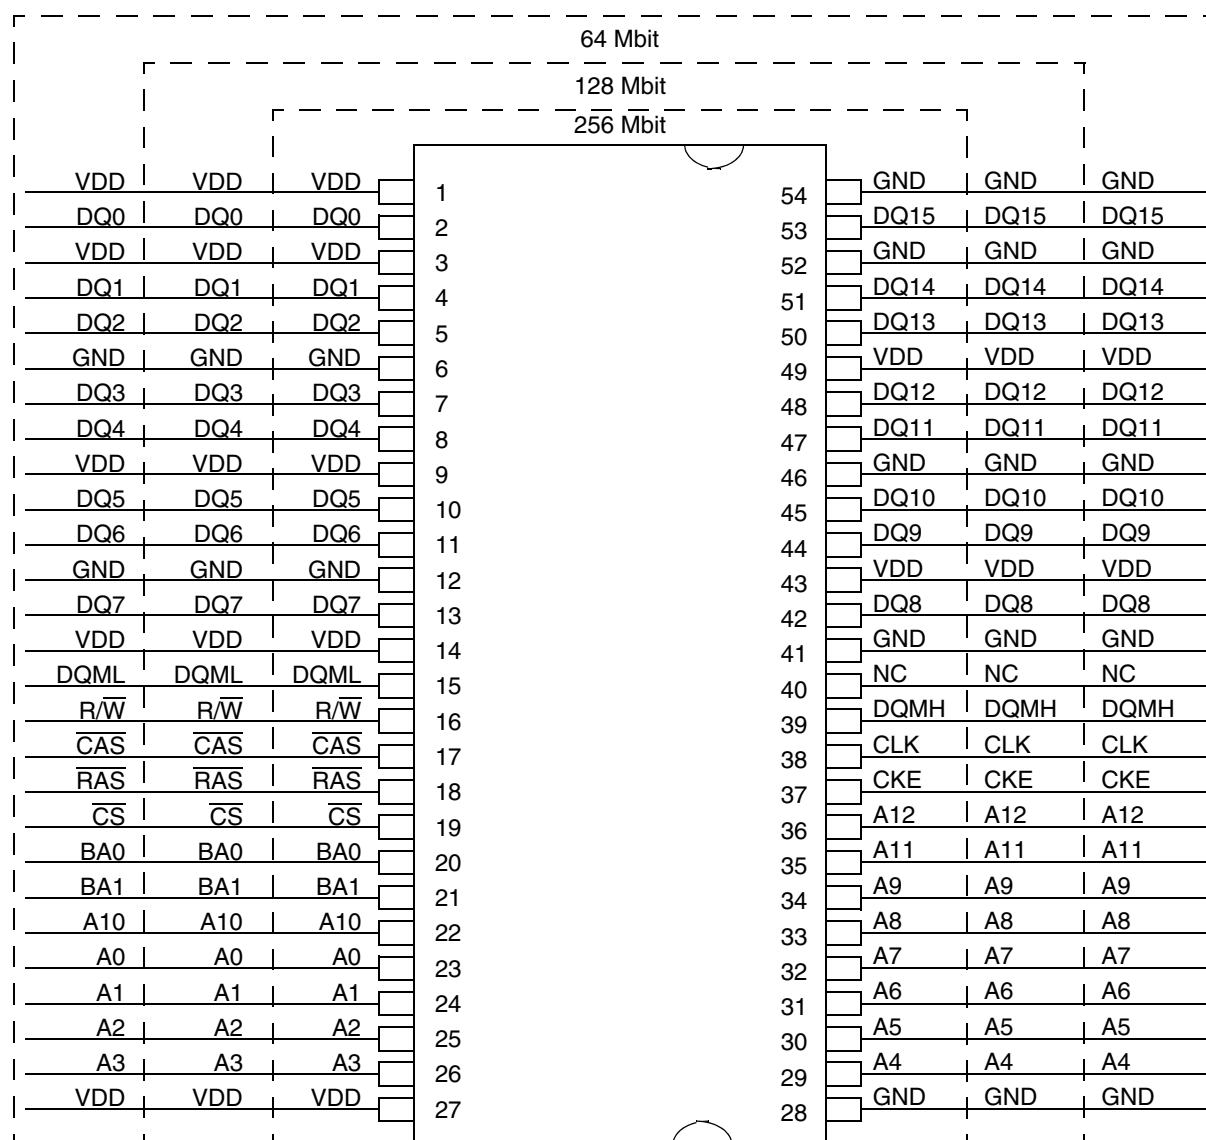 64 Mbit
128 Mbit
256 Mbit
VDD VDD VDD 1 54 GND GND GND
DQ0 DQ0 DQ0 2 53 DQ15 DQ15 DQ15
VDD VDD VDD 3 52 GND GND GND
DQ1 DQ1 DQ1 4 51 DQ14 DQ14 DQ14
DQ2 DQ2 DQ2 5 50 DQ13 DQ13 DQ13
GND GND GND 6 49 VDD VDD VDD
DQ3 DQ3 DQ3 7 48 DQ12 DQ12 DQ12
DQ4 DQ4 DQ4 8 47 DQ11 DQ11 DQ11
VDD VDD VDD 9 46 GND GND GND
DQ5 DQ5 DQ5 10 45 DQ10 DQ10 DQ10
DQ6 DQ6 DQ6 11 44 DQ9 DQ9 DQ9
GND GND GND 12 43 VDD VDD VDD
DQ7 DQ7 DQ7 13 42 DQ8 DQ8 DQ8
VDD VDD VDD 14 41 GND GND GND
DQML DQML DQML 15 40 NC NC NC
R/W̅ R/W̅ R/W̅ 16 39 DQMH DQMH DQMH
C̅A̅S̅ C̅A̅S̅ C̅A̅S̅ 17 38 CLK CLK CLK
R̅A̅S̅ R̅A̅S̅ R̅A̅S̅ 18 37 CKE CKE CKE
C̅S̅ C̅S̅ C̅S̅ 19 36 A12 A12 A12
BA0 BA0 BA0 20 35 A11 A11 A11
BA1 BA1 BA1 21 34 A9 A9 A9
A10 A10 A10 22 33 A8 A8 A8
A0 A0 A0 23 32 A7 A7 A7
A1 A1 A1 24 31 A6 A6 A6
A2 A2 A2 25 30 A5 A5 A5
A3 A3 A3 26 29 A4 A4 A4
VDD VDD VDD 27 28 GND GND GND